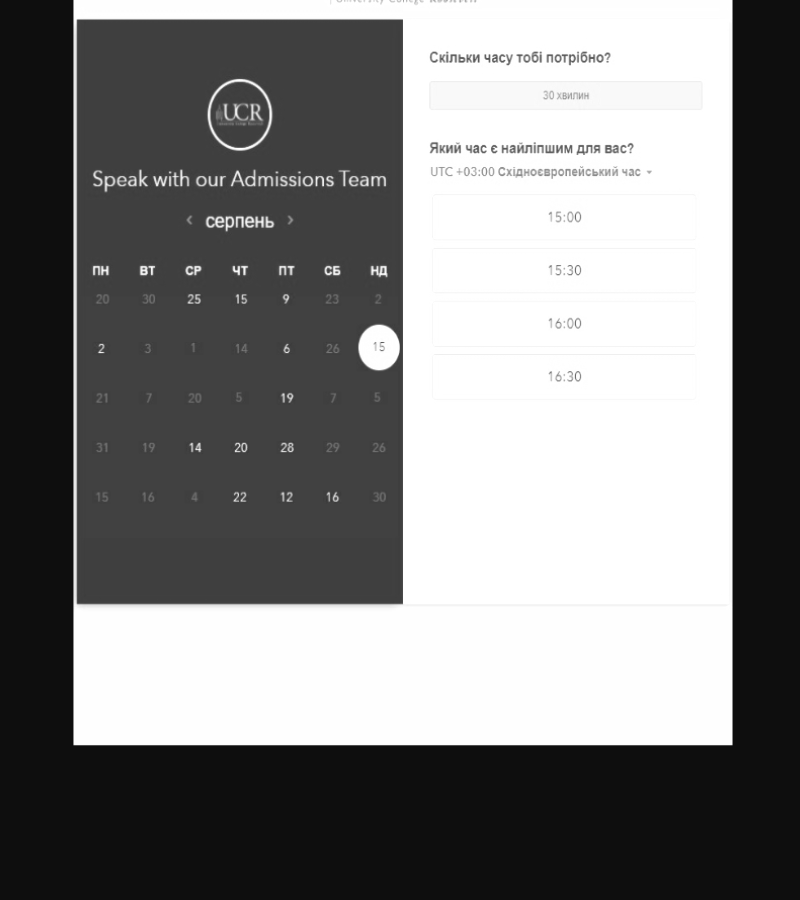 UCR
Speak with our Admissions Team
‹ серпень ›
ПН ВТ СР ЧТ ПТ СБ НД
20 30 25 15 9 23 2
2 3 1 14 6 26 15
21 7 20 5 19 7 5
31 19 14 20 28 29 26
15 16 4 22 12 16 30
Скільки часу тобі потрібно?
30 хвилин
Який час є найліпшим для вас?
UTC +03:00 Східноєвропейський час
15:00
15:30
16:00
16:30